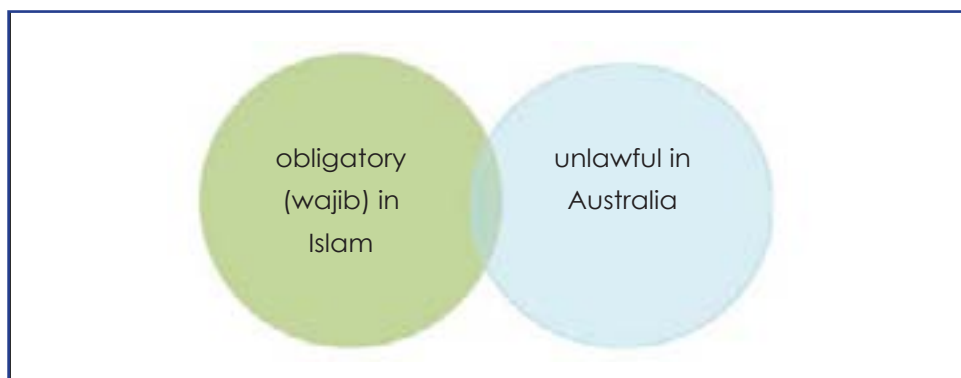 obligatory
(wajib) in
Islam
unlawful in
Australia